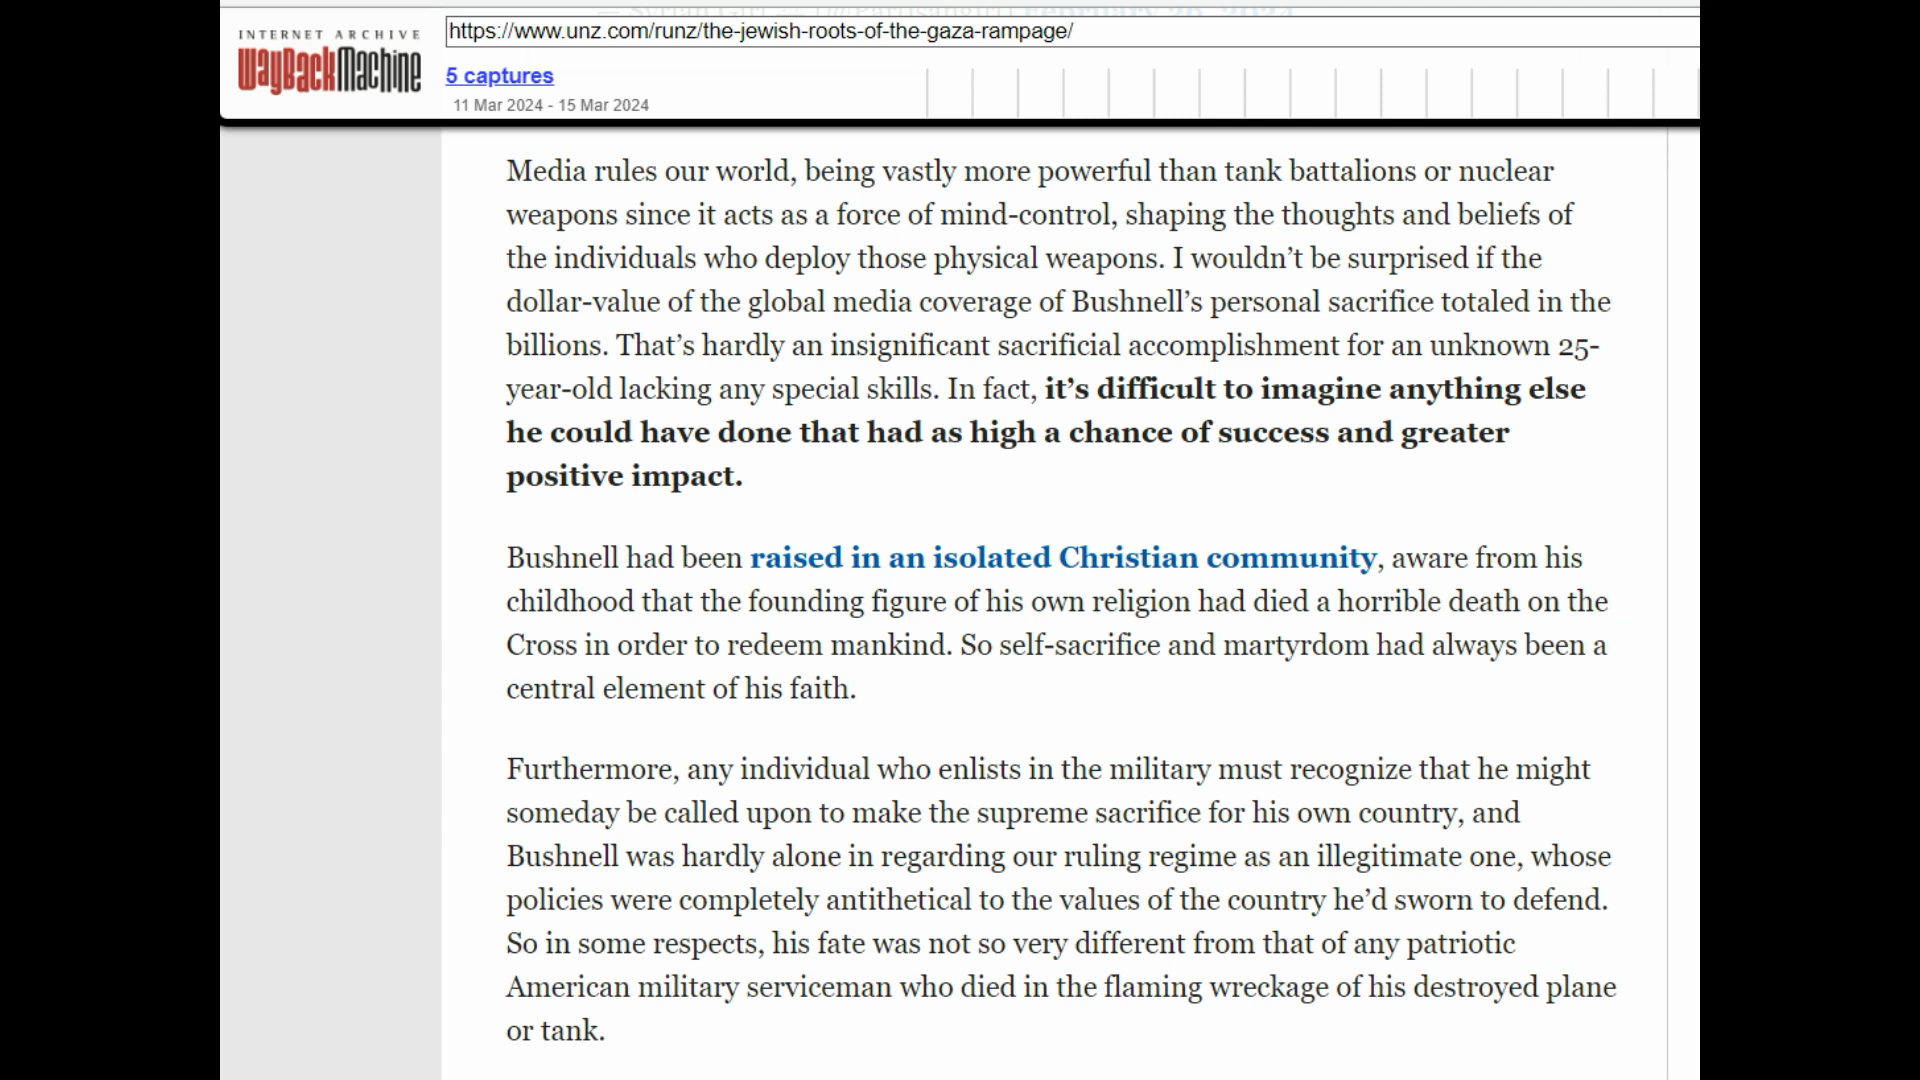 — Syrian Girl (@Partisangirl) February 26, 2024
INTERNET ARCHIVE
WayBackMachine
https://www.unz.com/runz/the-jewish-roots-of-the-gaza-rampage/
5 captures
11 Mar 2024 - 15 Mar 2024
Media rules our world, being vastly more powerful than tank battalions or nuclear
weapons since it acts as a force of mind-control, shaping the thoughts and beliefs of
the individuals who deploy those physical weapons. I wouldn’t be surprised if the
dollar-value of the global media coverage of Bushnell’s personal sacrifice totaled in the
billions. That’s hardly an insignificant sacrificial accomplishment for an unknown 25-
year-old lacking any special skills. In fact, it’s difficult to imagine anything else
he could have done that had as high a chance of success and greater
positive impact.
Bushnell had been raised in an isolated Christian community, aware from his
childhood that the founding figure of his own religion had died a horrible death on the
Cross in order to redeem mankind. So self-sacrifice and martyrdom had always been a
central element of his faith.
Furthermore, any individual who enlists in the military must recognize that he might
someday be called upon to make the supreme sacrifice for his own country, and
Bushnell was hardly alone in regarding our ruling regime as an illegitimate one, whose
policies were completely antithetical to the values of the country he’d sworn to defend.
So in some respects, his fate was not so very different from that of any patriotic
American military serviceman who died in the flaming wreckage of his destroyed plane
or tank.